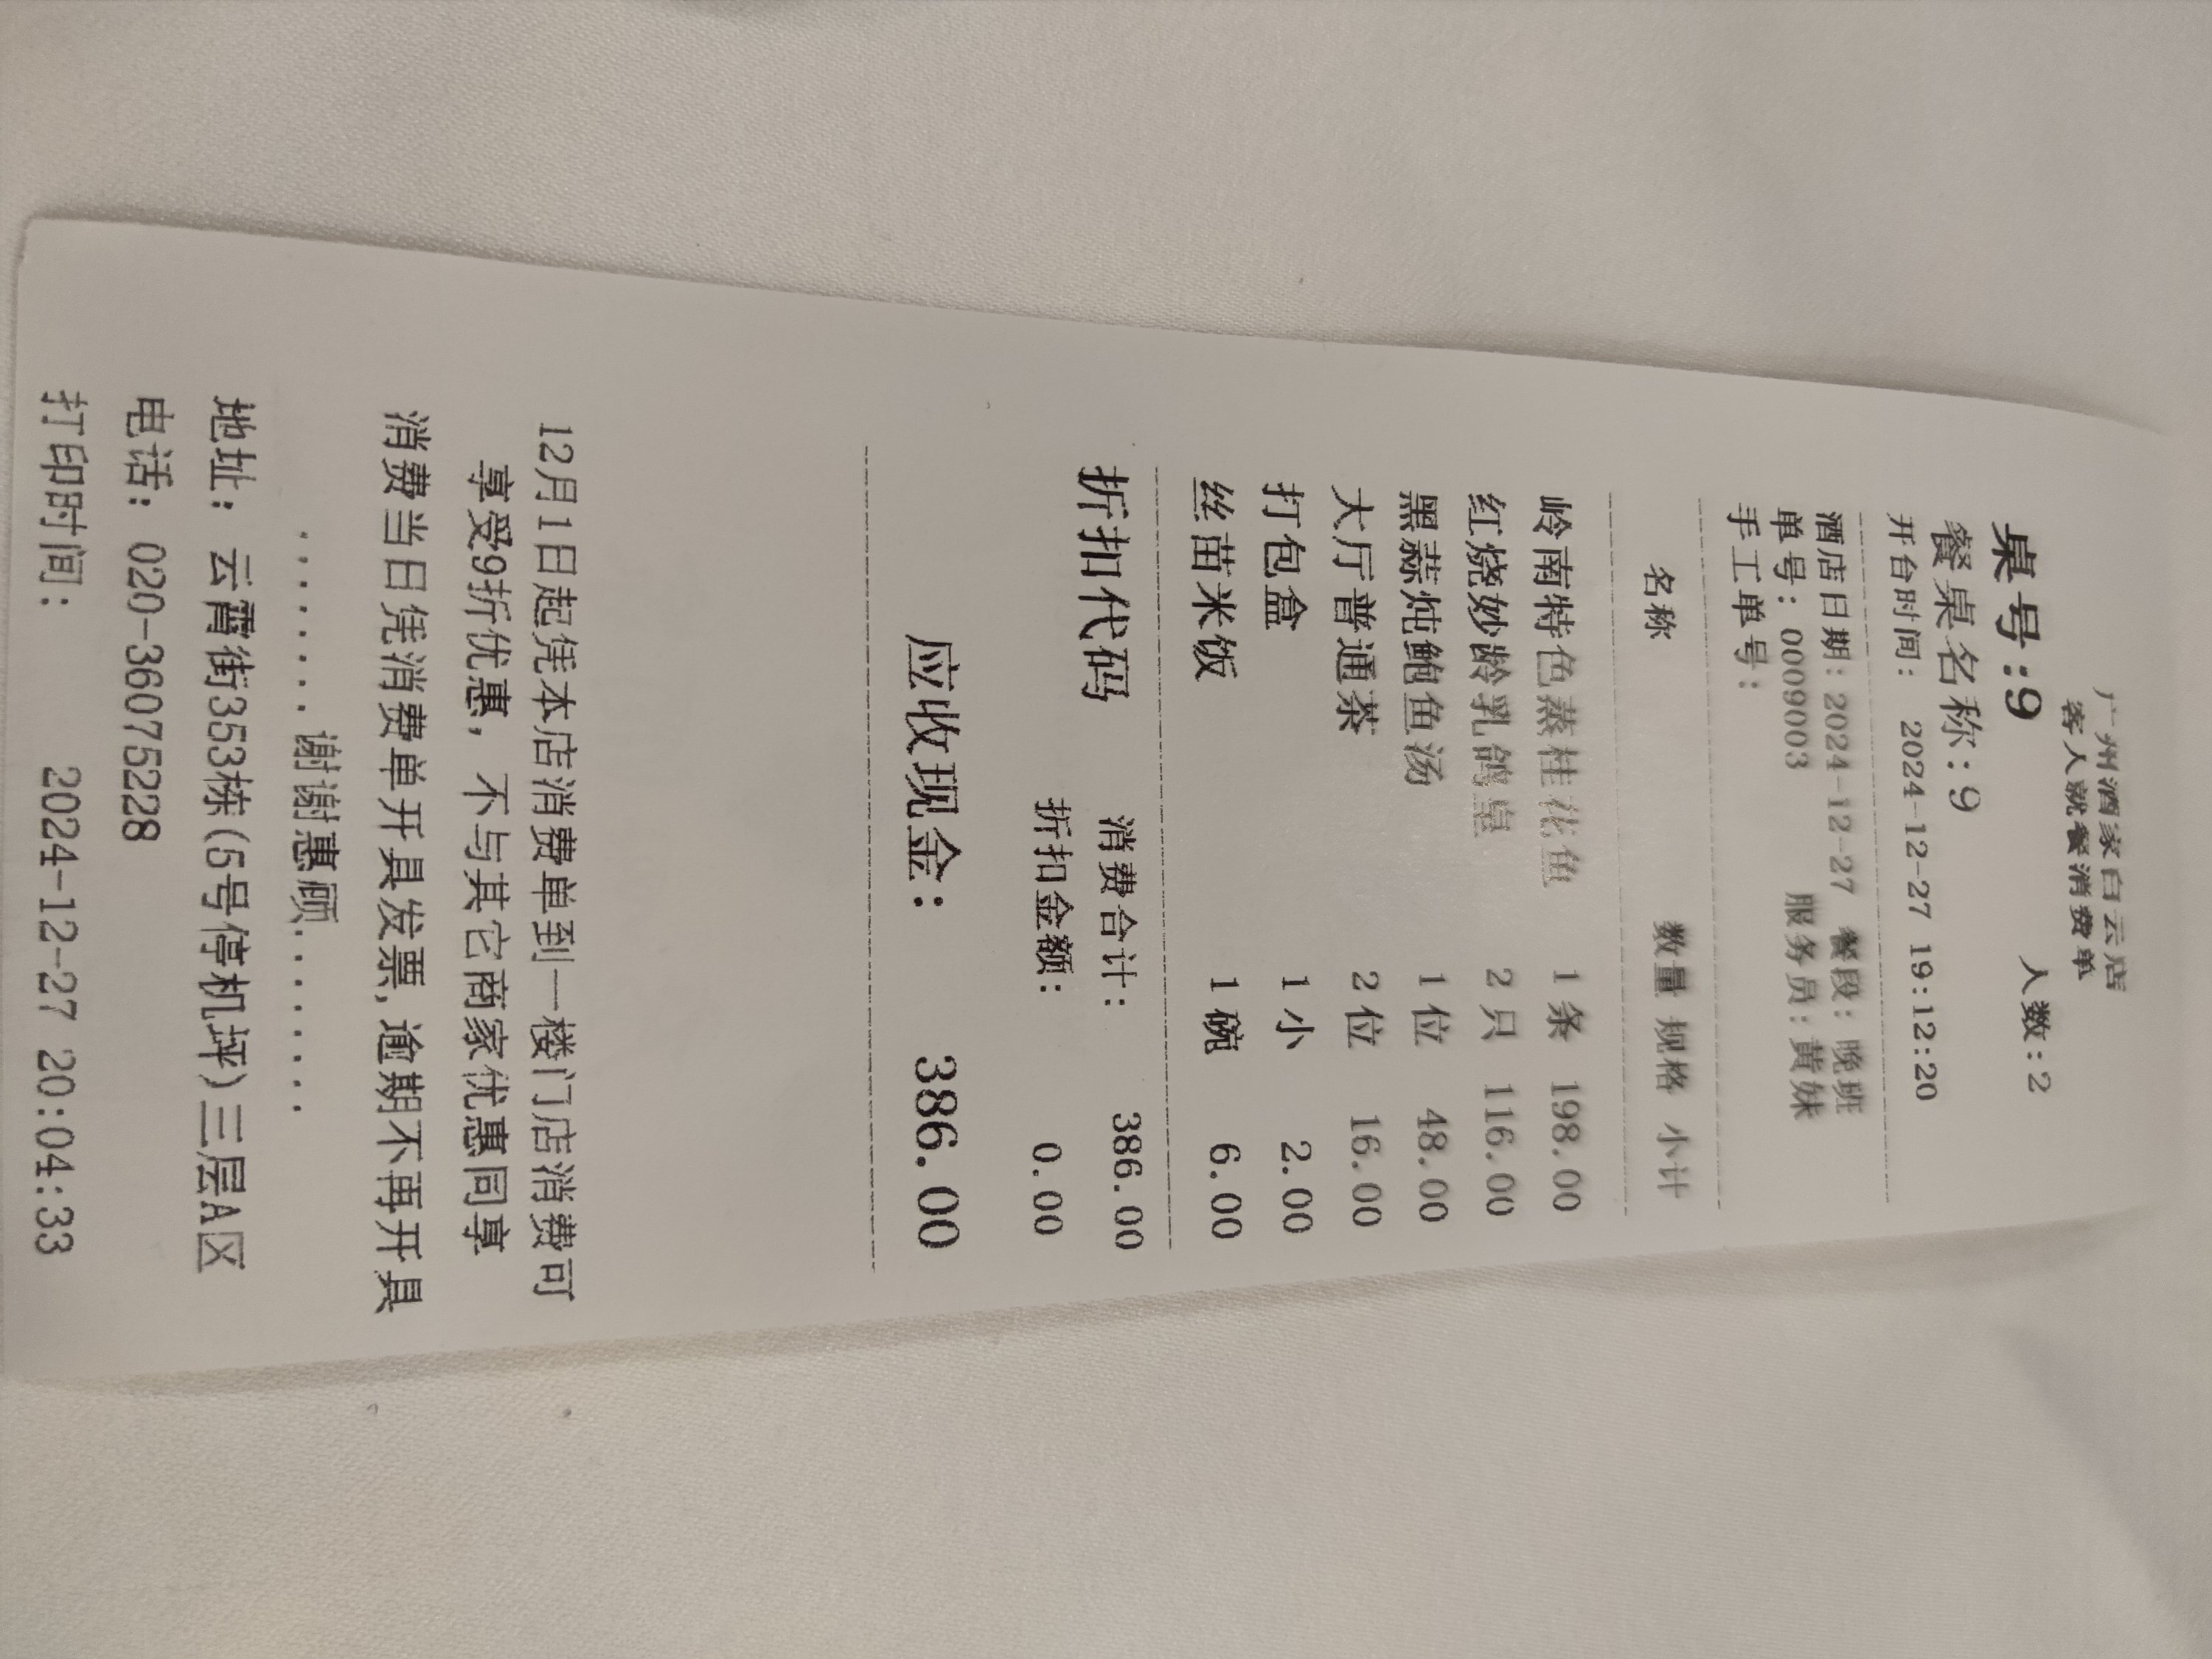 广州酒家白云店
客人就餐消费单
桌号:9 人数:2
餐桌名称:9
开台时间: 2024-12-27 19:12:20
酒店日期:2024-12-27 餐段:晚班
单号:0009003 服务员:黄妹
手工单号:
名称 数量 规格 小计
岭南特色蒸桂花鱼 1 条 198.00
红烧妙龄乳鸽皇 2 只 116.00
黑蒜炖鲍鱼汤 1 位 48.00
大厅普通茶 2 位 16.00
打包盒 1 小 2.00
丝苗米饭 1 碗 6.00
折扣代码 消费合计: 386.00
折扣金额: 0.00
应收现金: 386.00
12月1日起凭本店消费单到一楼门店消费可
享受9折优惠, 不与其它商家优惠同享
消费当日凭消费单开具发票,逾期不再开具
.......谢谢惠顾.......
地址: 云霄街353栋(5号停机坪)三层A区
电话: 020-36075228
打印时间: 2024-12-27 20:04:33